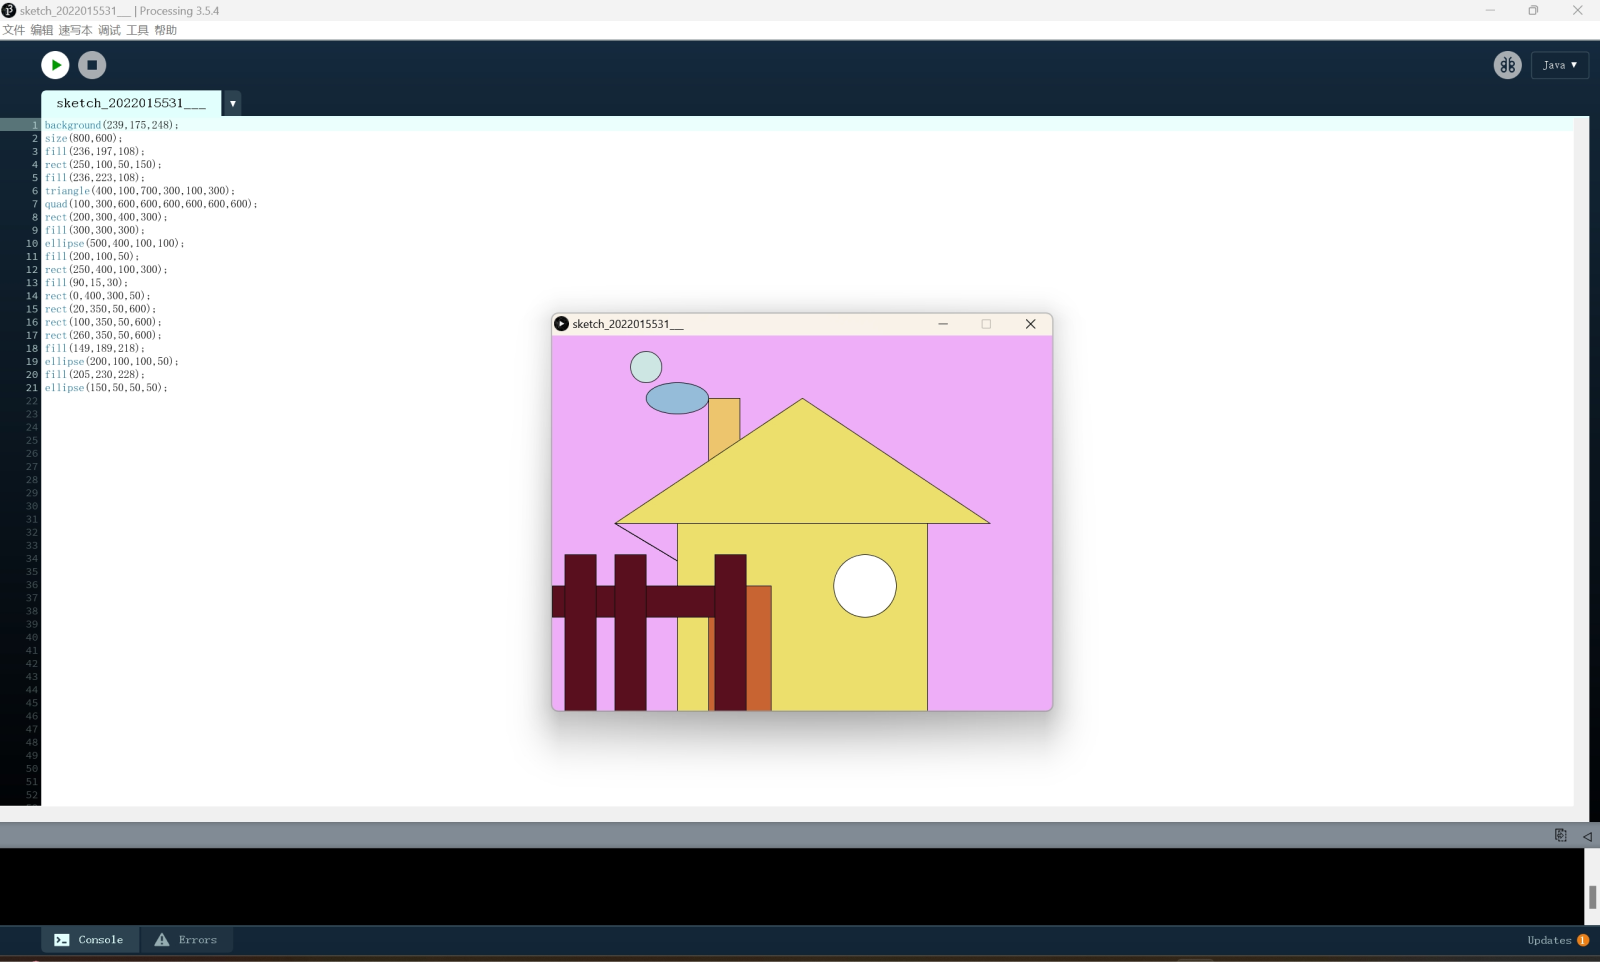 sketch_2022015531___ | Processing 3.5.4
文件 编辑 速写本 调试 工具 帮助
Java ▼
sketch_2022015531___ ▼
1 background(239,175,248);
2 size(800,600);
3 fill(236,197,108);
4 rect(250,100,50,150);
5 fill(236,223,108);
6 triangle(400,100,700,300,100,300);
7 quad(100,300,600,600,600,600,600,600);
8 rect(200,300,400,300);
9 fill(300,300,300);
10 ellipse(500,400,100,100);
11 fill(200,100,50);
12 rect(250,400,100,300);
13 fill(90,15,30);
14 rect(0,400,300,50);
15 rect(20,350,50,600);
16 rect(100,350,50,600);
17 rect(260,350,50,600);
18 fill(149,189,218);
19 ellipse(200,100,100,50);
20 fill(205,230,228);
21 ellipse(150,50,50,50);
22
23
24
25
26
27
28
29
30
31
32
33
34
35
36
37
38
39
40
41
42
43
44
45
46
47
48
49
50
51
52
sketch_2022015531___
Console
Errors
Updates 1